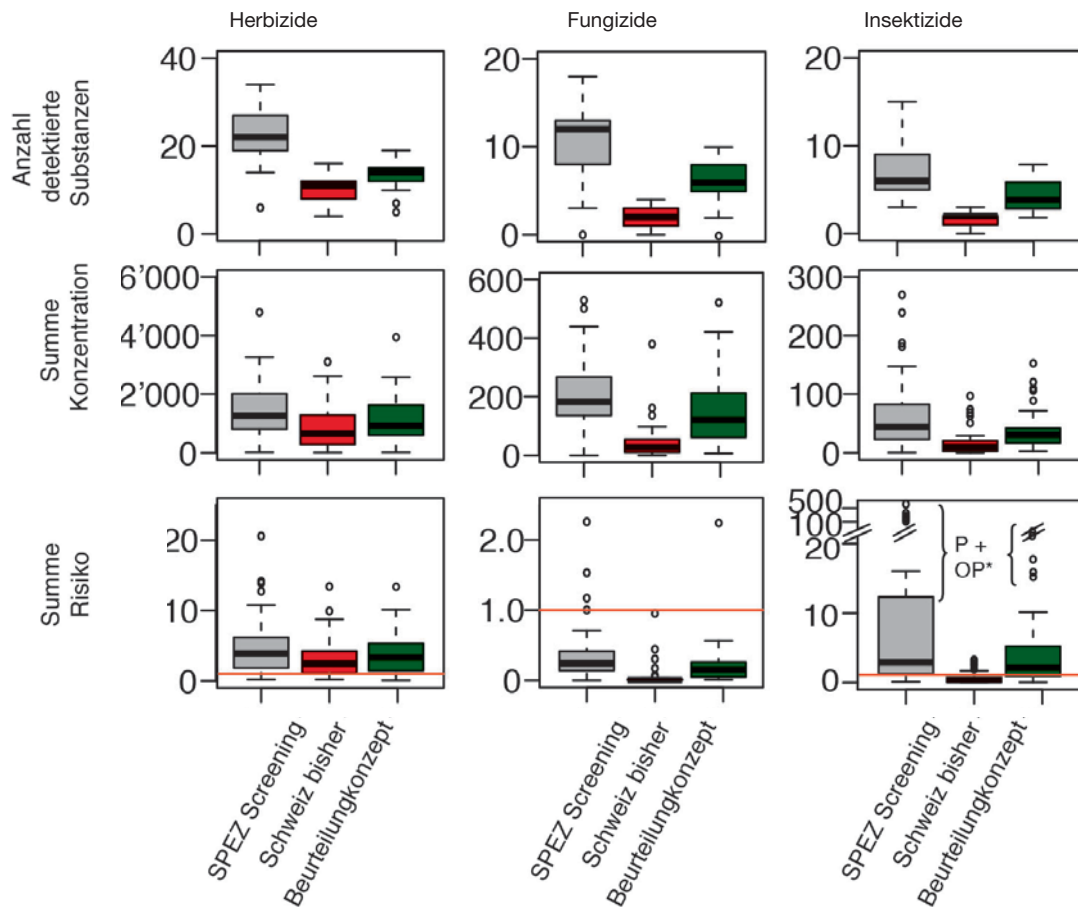 Herbizide
Fungizide
Insektizide
Anzahl
detektierte
Substanzen
40
20
0
20
10
0
20
10
0
Summe
Konzentration
6'000
4'000
2'000
0
600
400
200
0
300
200
100
0
Summe
Risiko
20
10
0
2.0
1.0
0
500
100
20
10
0
P +
OP*
SPEZ Screening
Schweiz bisher
Beurteilungkonzept
SPEZ Screening
Schweiz bisher
Beurteilungkonzept
SPEZ Screening
Schweiz bisher
Beurteilungkonzept